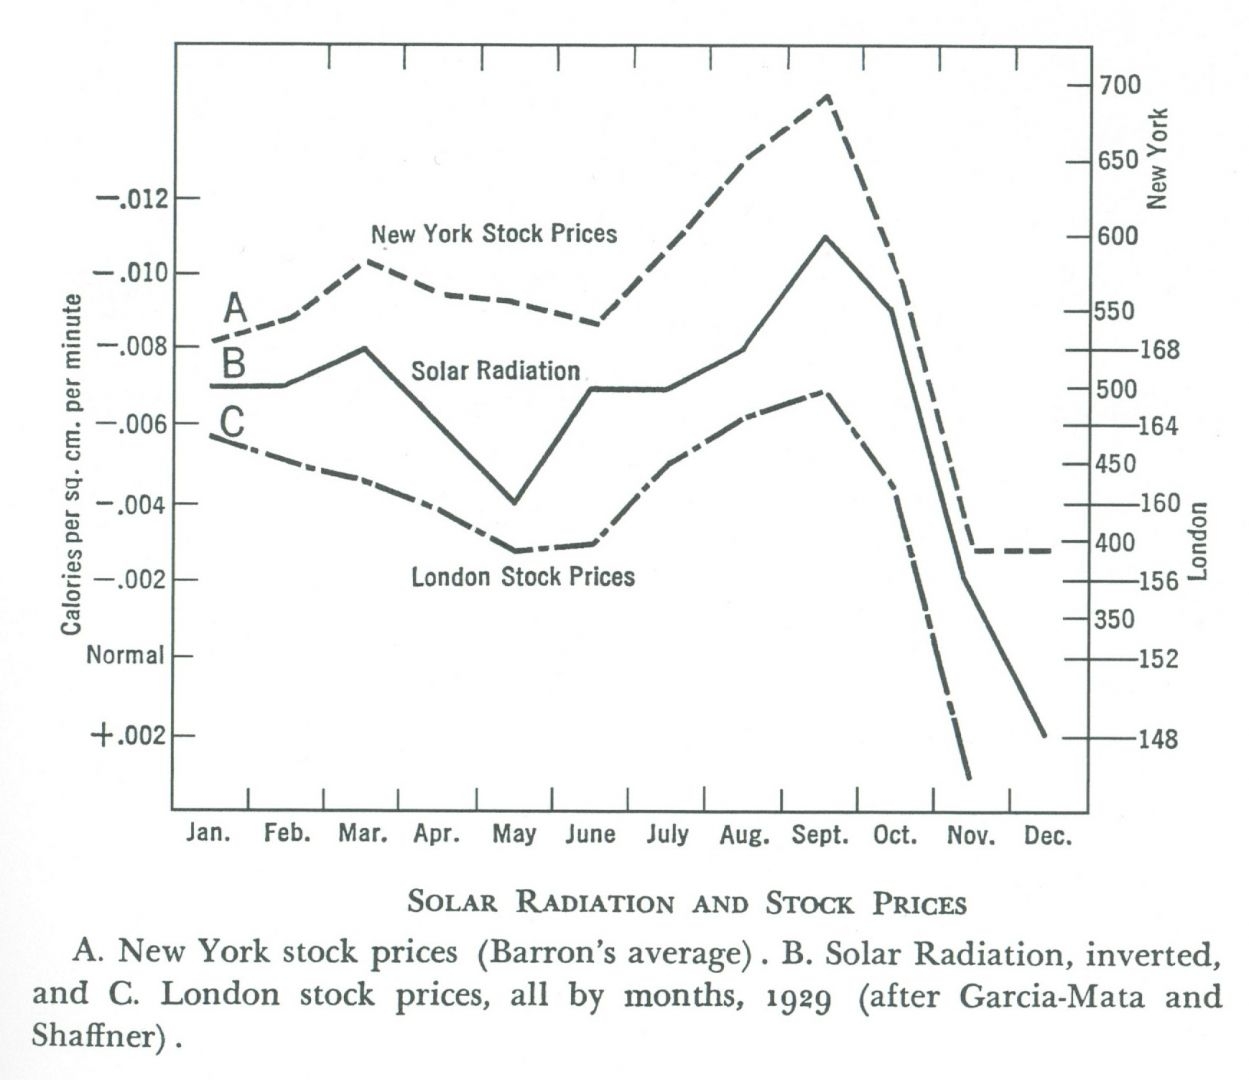 700
New York
650
—.012
New York Stock Prices
600
—.010
A
550
—.008
168
B
Solar Radiation
500
Calories per sq. cm. per minute
—.006
C
164
450
—.004
160
400
London
London Stock Prices
—.002
156
350
Normal
152
+.002
148
Jan. Feb. Mar. Apr. May June July Aug. Sept. Oct. Nov. Dec.
Solar Radiation and Stock Prices
A. New York stock prices (Barron's average). B. Solar Radiation, inverted,
and C. London stock prices, all by months, 1929 (after Garcia-Mata and
Shaffner).